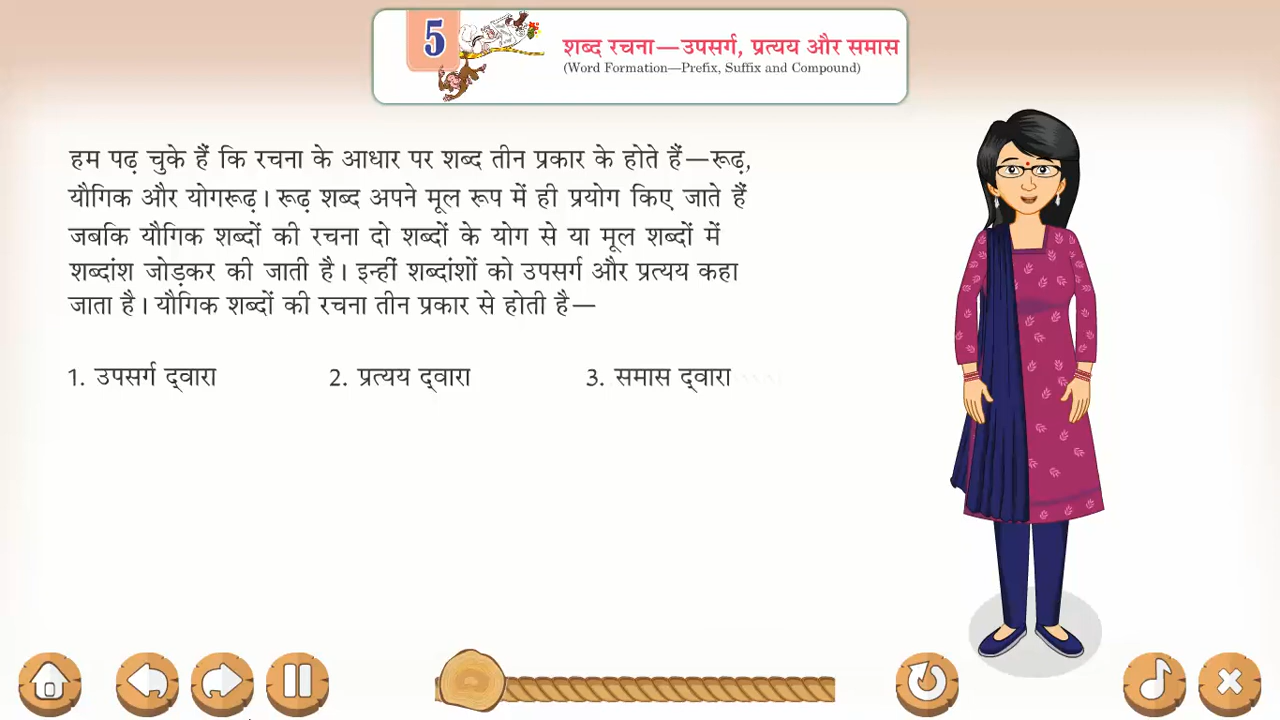 5
शब्द रचना—उपसर्ग, प्रत्यय और समास
(Word Formation—Prefix, Suffix and Compound)
हम पढ़ चुके हैं कि रचना के आधार पर शब्द तीन प्रकार के होते हैं—रूढ़,
यौगिक और योगरूढ़। रूढ़ शब्द अपने मूल रूप में ही प्रयोग किए जाते हैं
जबकि यौगिक शब्दों की रचना दो शब्दों के योग से या मूल शब्दों में
शब्दांश जोड़कर की जाती है। इन्हीं शब्दांशों को उपसर्ग और प्रत्यय कहा
जाता है। यौगिक शब्दों की रचना तीन प्रकार से होती है—
1. उपसर्ग द्वारा 2. प्रत्यय द्वारा 3. समास द्वारा